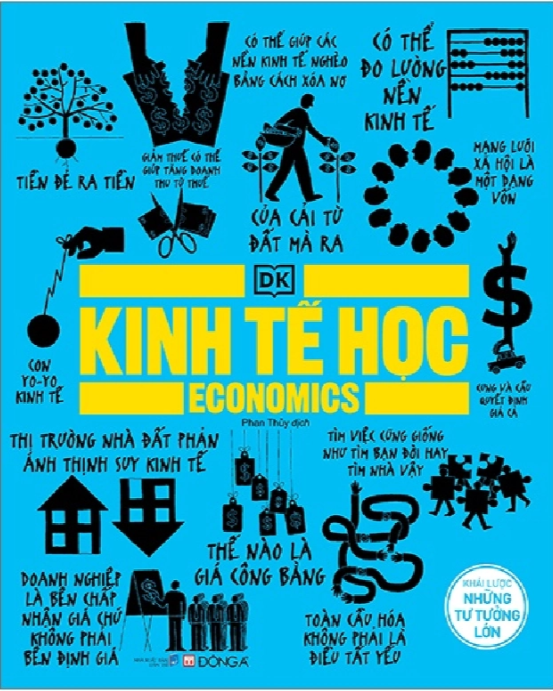 CÓ THỂ GIÚP CÁC
NỀN KINH TẾ NGHÈO
BẰNG CÁCH XÓA NỢ
CÓ THỂ
ĐO LƯỜNG
NỀN
KINH TẾ
TIỀN ĐẺ RA TIỀN
GIẢM THUẾ CÓ THỂ
GIÚP TĂNG DOANH
THU TỪ THUẾ
MẠNG LƯỚI
XÃ HỘI LÀ
MỘT DẠNG
VỐN
CỦA CẢI TỪ
ĐẤT MÀ RA
DK
KINH TẾ HỌC
ECONOMICS
Phan Thủy dịch
CON
YO-YO
KINH TẾ
CUNG VÀ CẦU
QUYẾT ĐỊNH
GIÁ CẢ
THỊ TRƯỜNG NHÀ ĐẤT PHẢN
ÁNH THỊNH SUY KINH TẾ
TÌM VIỆC CŨNG GIỐNG
NHƯ TÌM BẠN ĐỜI HAY
TÌM NHÀ VẬY
THẾ NÀO LÀ
GIÁ CÔNG BẰNG
DOANH NGHIỆP
LÀ BÊN CHẤP
NHẬN GIÁ CHỨ
KHÔNG PHẢI
BÊN ĐỊNH GIÁ
TOÀN CẦU HÓA
KHÔNG PHẢI LÀ
ĐIỀU TẤT YẾU
KHÁI LƯỢC
NHỮNG
TƯ TƯỞNG
LỚN
ĐÔNG A